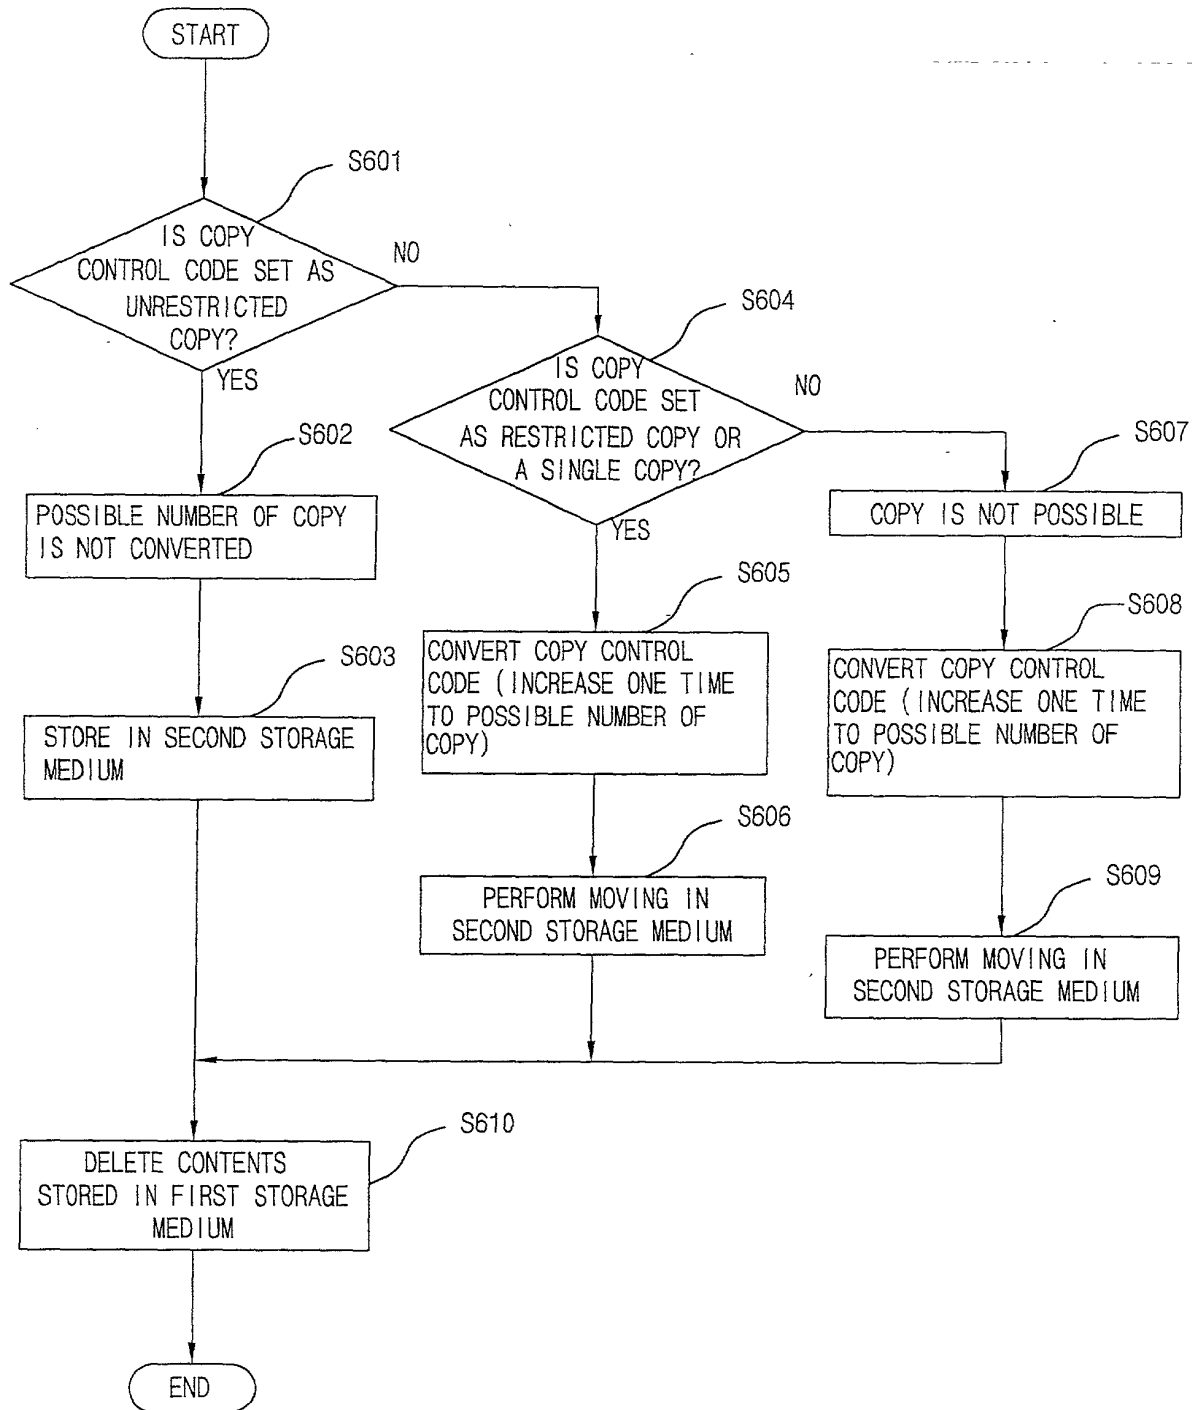 START
S601
IS COPY
CONTROL CODE SET AS
UNRESTRICTED
COPY?
NO
YES
S604
IS COPY
CONTROL CODE SET
AS RESTRICTED COPY OR
A SINGLE COPY?
NO
YES
S602
POSSIBLE NUMBER OF COPY
IS NOT CONVERTED
S607
COPY IS NOT POSSIBLE
S603
STORE IN SECOND STORAGE
MEDIUM
S605
CONVERT COPY CONTROL
CODE (INCREASE ONE TIME
TO POSSIBLE NUMBER OF
COPY)
S608
CONVERT COPY CONTROL
CODE (INCREASE ONE TIME
TO POSSIBLE NUMBER OF
COPY)
S606
PERFORM MOVING IN
SECOND STORAGE MEDIUM
S609
PERFORM MOVING IN
SECOND STORAGE MEDIUM
S610
DELETE CONTENTS
STORED IN FIRST STORAGE
MEDIUM
END